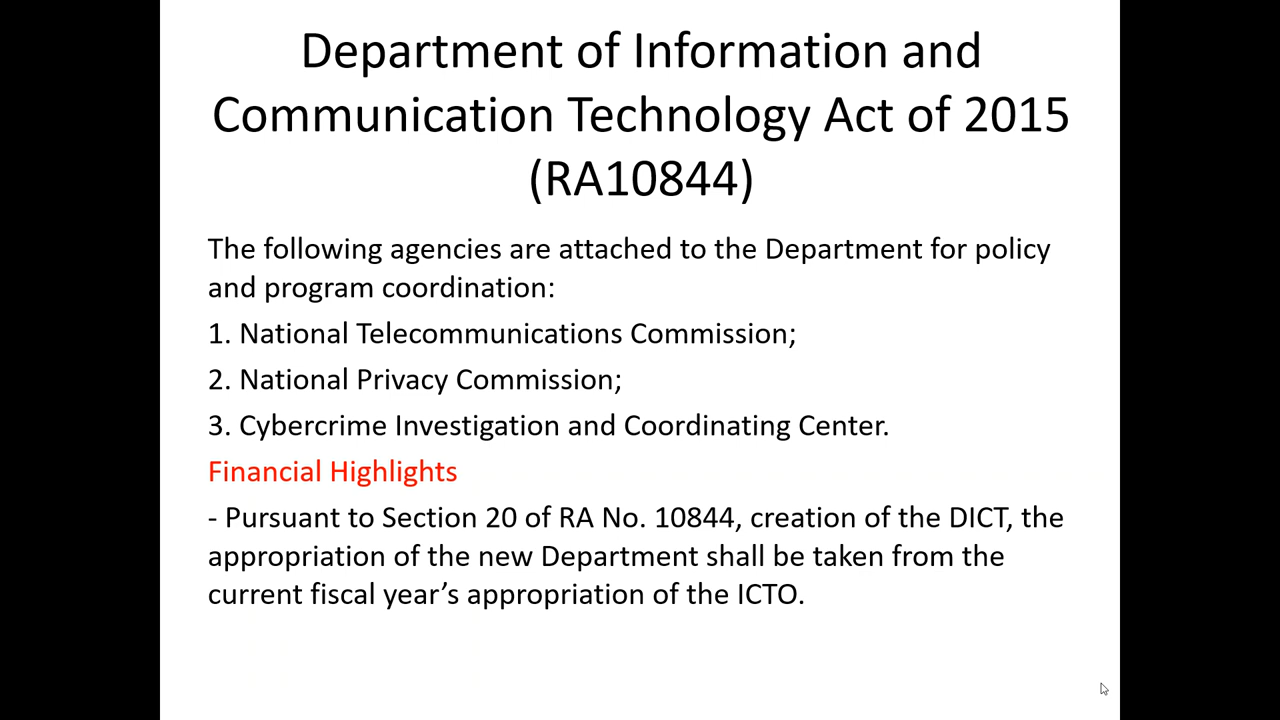 Department of Information and
Communication Technology Act of 2015
(RA10844)
The following agencies are attached to the Department for policy
and program coordination:
1. National Telecommunications Commission;
2. National Privacy Commission;
3. Cybercrime Investigation and Coordinating Center.
Financial Highlights
- Pursuant to Section 20 of RA No. 10844, creation of the DICT, the
appropriation of the new Department shall be taken from the
current fiscal year’s appropriation of the ICTO.